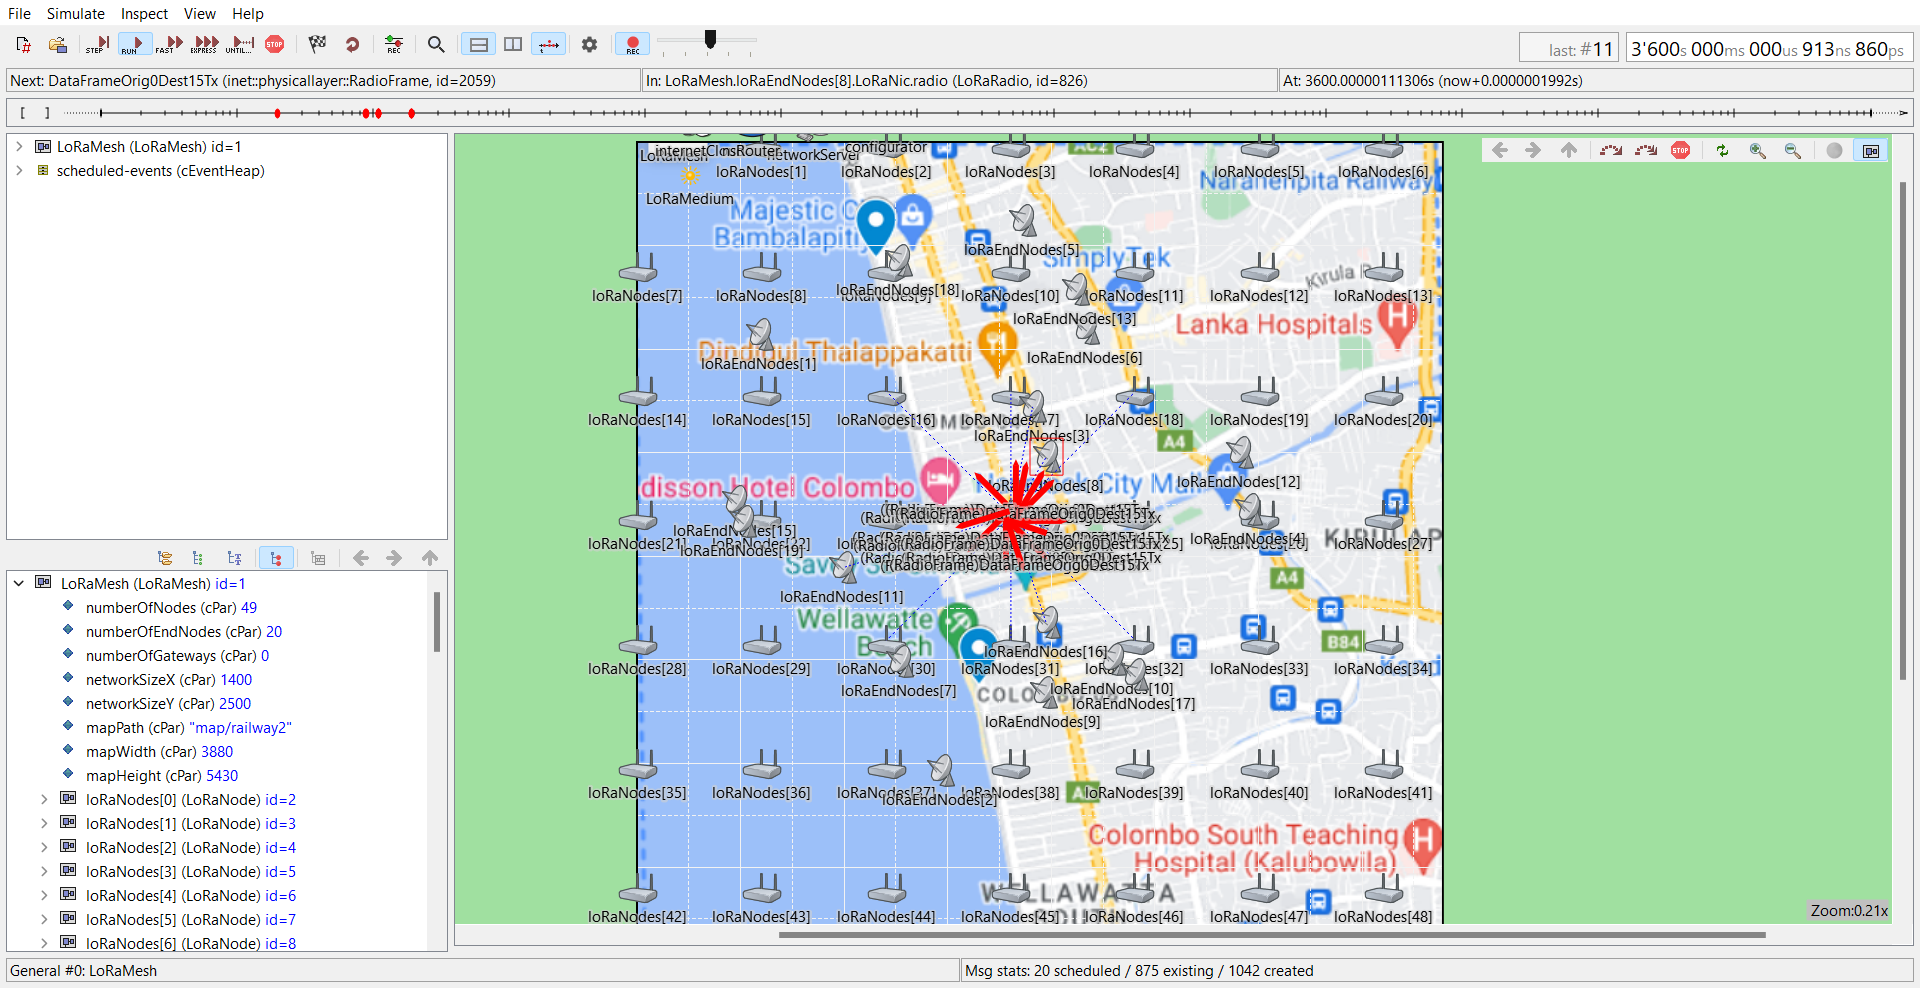 File Simulate Inspect View Help
STEP RUN FAST EXPRESS UNTIL... STOP REC REC
last: #11
3'600s 000ms 000us 913ns 860ps
Next: DataFrameOrig0Dest15Tx (inet::physicallayer::RadioFrame, id=2059)
In: LoRaMesh.loRaEndNodes[8].LoRaNic.radio (LoRaRadio, id=826)
At: 3600.00000111306s (now+0.0000001992s)
[ ]
LoRaMesh (LoRaMesh) id=1
scheduled-events (cEventHeap)
LoRaMesh (LoRaMesh) id=1
numberOfNodes (cPar) 49
numberOfEndNodes (cPar) 20
numberOfGateways (cPar) 0
networkSizeX (cPar) 1400
networkSizeY (cPar) 2500
mapPath (cPar) "map/railway2"
mapWidth (cPar) 3880
mapHeight (cPar) 5430
loRaNodes[0] (LoRaNode) id=2
loRaNodes[1] (LoRaNode) id=3
loRaNodes[2] (LoRaNode) id=4
loRaNodes[3] (LoRaNode) id=5
loRaNodes[4] (LoRaNode) id=6
loRaNodes[5] (LoRaNode) id=7
loRaNodes[6] (LoRaNode) id=8
STOP
LoRaMesh
networkServer
configurator
loRaNodes[1] loRaNodes[2] loRaNodes[3] loRaNodes[4] loRaNodes[5] loRaNodes[6]
Narahenpita Railway
LoRaMedium
Majestic
Bambalapiti
loRaEndNodes[5]
SimplyTek
Kirula
loRaNodes[7] loRaNodes[8] loRaEndNodes[18] loRaNodes[10] loRaNodes[11] loRaNodes[12] loRaNodes[13]
loRaEndNodes[13]
Lanka Hospitals
Dindigul Thalappakatti
loRaEndNodes[1]
loRaEndNodes[6]
loRaNodes[14] loRaNodes[15] loRaNodes[16] loRaNodes[18] loRaNodes[19] loRaNodes[20]
loRaEndNodes[3]
A4
disson Hotel Colombo
City Mall
loRaEndNodes[8]
loRaEndNodes[12]
(RadioFrame)DataFrameOrig0Dest15Tx
loRaEndNodes[15]
loRaEndNodes[4]
loRaNodes[27]
loRaEndNodes[19]
(RadioFrame)DataFrameOrig0Dest15Tx
(RadioFrame)DataFrameOrig0Dest15Tx
A4
loRaEndNodes[11]
Wellawatte
Beach
B84
loRaEndNodes[16]
loRaNodes[28] loRaNodes[29] loRaNodes[30] loRaNodes[31] loRaNodes[32] loRaNodes[33] loRaNodes[34]
loRaEndNodes[7]
loRaEndNodes[10]
loRaEndNodes[17]
loRaEndNodes[9]
loRaNodes[35] loRaNodes[36] loRaNodes[37] loRaNodes[38] loRaNodes[39] loRaNodes[40] loRaNodes[41]
loRaEndNodes[2]
Colombo South Teaching
Hospital (Kalubowila)
WELLAWATTA
loRaNodes[42] loRaNodes[43] loRaNodes[44] loRaNodes[45] loRaNodes[46] loRaNodes[47] loRaNodes[48]
Zoom:0.21x
General #0: LoRaMesh
Msg stats: 20 scheduled / 875 existing / 1042 created